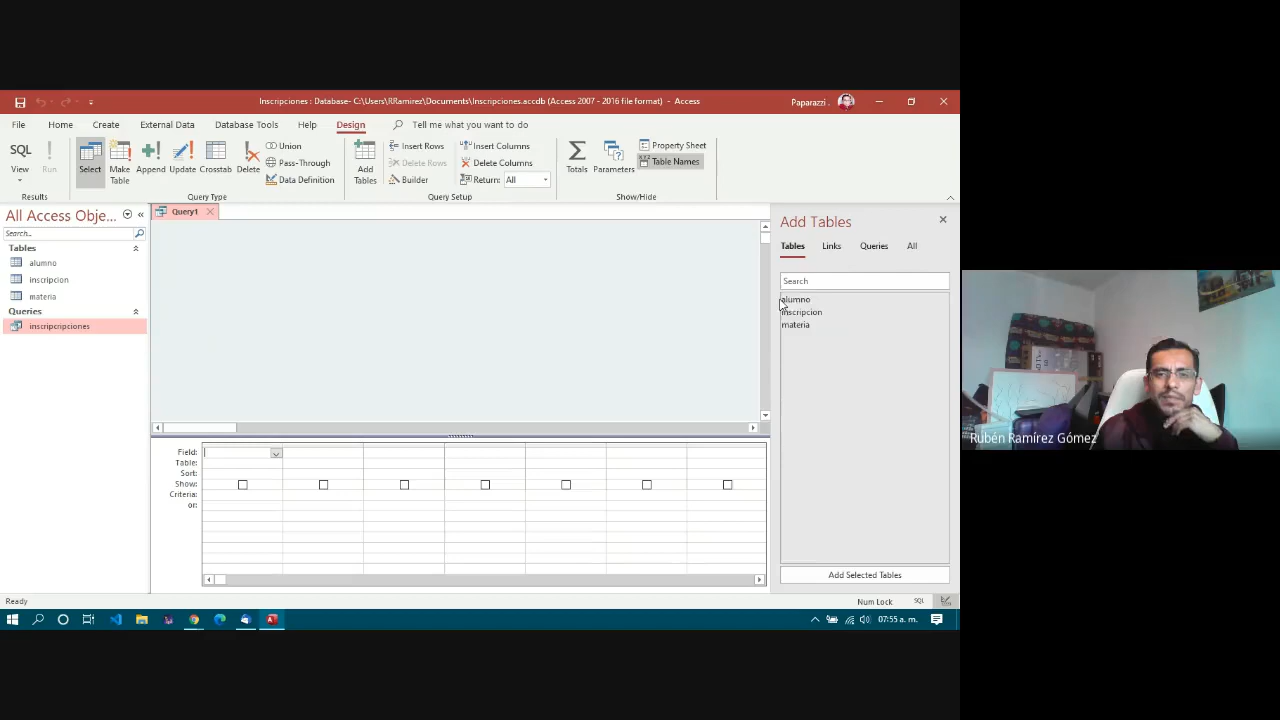 Inscripciones : Database- C:\Users\RRamirez\Documents\Inscripciones.accdb (Access 2007 - 2016 file format) - Access
Paparazzi .
File Home Create External Data Database Tools Help Design Tell me what you want to do
SQL
View
Run
Results
Select
Make
Table
Append
Update
Crosstab
Delete
Union
Pass-Through
Data Definition
Query Type
Add
Tables
Insert Rows
Delete Rows
Builder
Insert Columns
Delete Columns
Return: All
Query Setup
Totals
Parameters
Property Sheet
Table Names
Show/Hide
All Access Obje...
Search...
Tables
alumno
inscripcion
materia
Queries
inscripcripciones
Query1
Field:
Table:
Sort:
Show:
Criteria:
or:
Add Tables
Tables Links Queries All
Search
alumno
inscripcion
materia
Add Selected Tables
Ready
Num Lock
SQL
07:55 a. m.
Rubén Ramírez Gómez